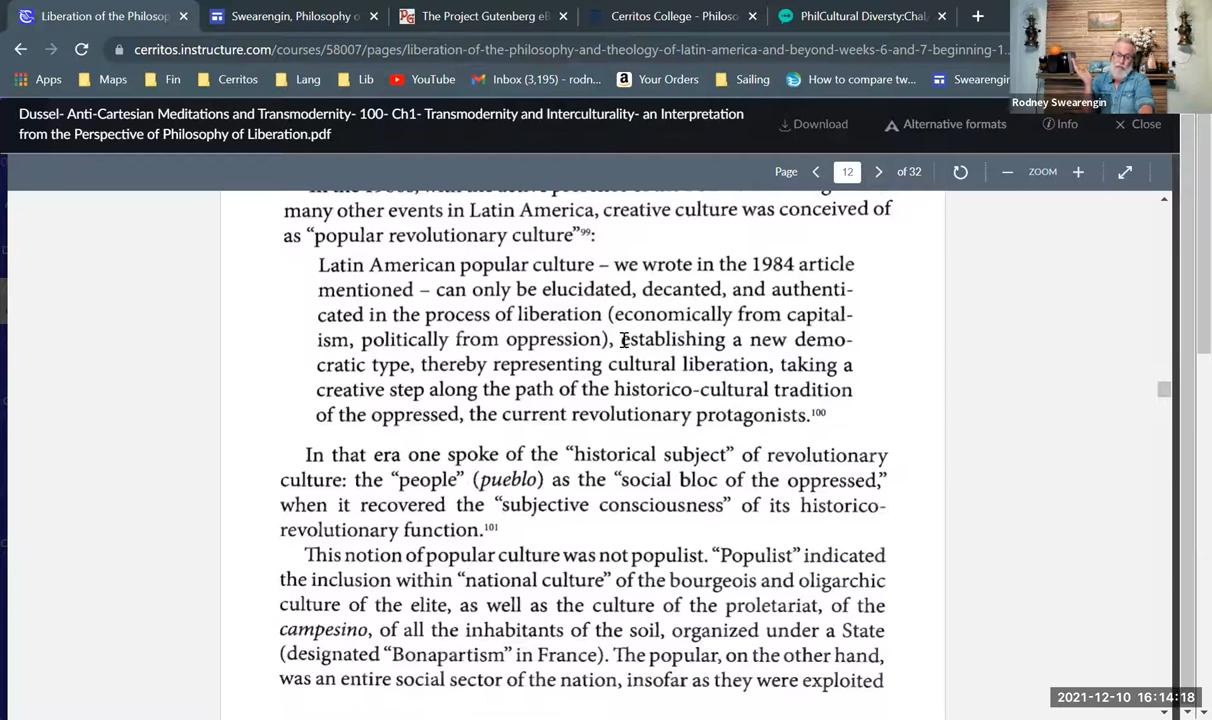 Liberation of the Philosop
Swearengin, Philosophy o
The Project Gutenberg eB
Cerritos College - Philoso
PhilCultural Diversty:Chal
cerritos.instructure.com/courses/58007/pages/liberation-of-the-philosophy-and-theology-of-latin-america-and-beyond-weeks-6-and-7-beginning-1...
Apps Maps Fin Cerritos Lang Lib YouTube Inbox (3,195) - rodn... Your Orders Sailing How to compare tw... Swearengin
Rodney Swearengin
Dussel- Anti-Cartesian Meditations and Transmodernity- 100- Ch1- Transmodernity and Interculturality- an Interpretation
from the Perspective of Philosophy of Liberation.pdf
Download Alternative formats Info Close
Page 12 of 32 ZOOM
many other events in Latin America, creative culture was conceived of
as “popular revolutionary culture”99:
Latin American popular culture – we wrote in the 1984 article
mentioned – can only be elucidated, decanted, and authenti-
cated in the process of liberation (economically from capital-
ism, politically from oppression), establishing a new demo-
cratic type, thereby representing cultural liberation, taking a
creative step along the path of the historico-cultural tradition
of the oppressed, the current revolutionary protagonists.100
In that era one spoke of the “historical subject” of revolutionary
culture: the “people” (pueblo) as the “social bloc of the oppressed,”
when it recovered the “subjective consciousness” of its historico-
revolutionary function.101
This notion of popular culture was not populist. “Populist” indicated
the inclusion within “national culture” of the bourgeois and oligarchic
culture of the elite, as well as the culture of the proletariat, of the
campesino, of all the inhabitants of the soil, organized under a State
(designated “Bonapartism” in France). The popular, on the other hand,
was an entire social sector of the nation, insofar as they were exploited
2021-12-10 16:14:18